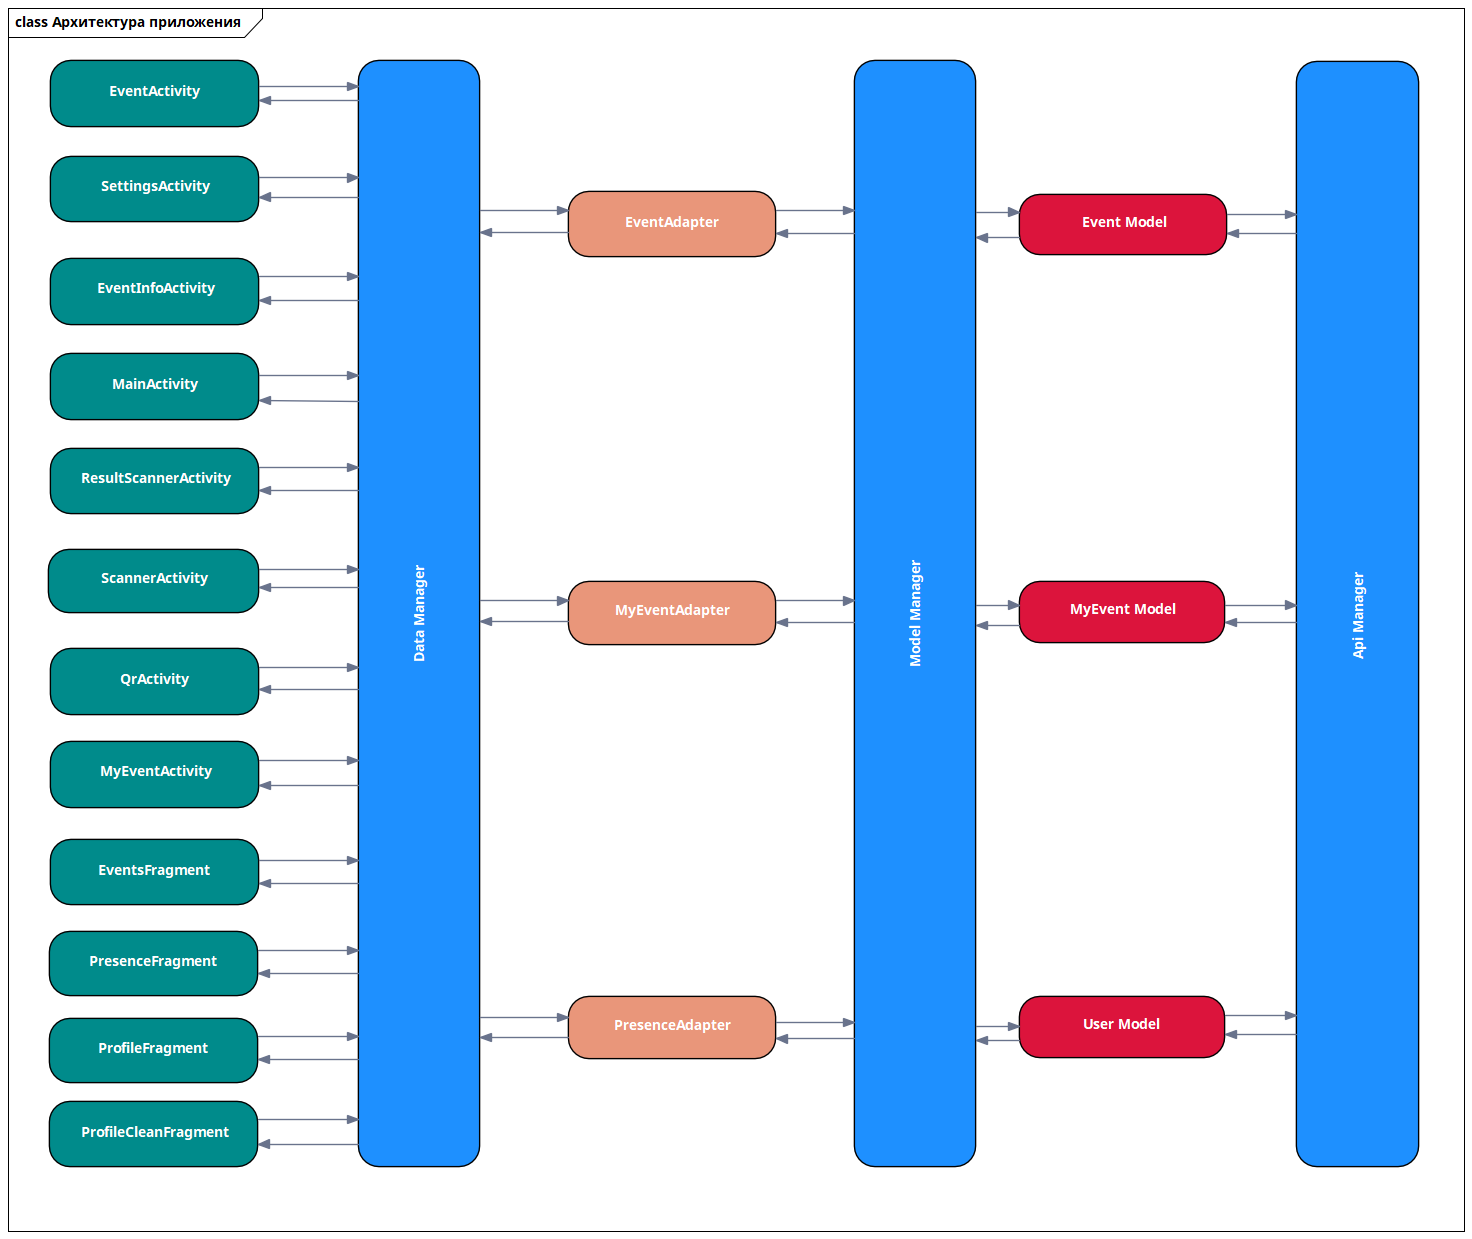 class Архитектура приложения
EventActivity
SettingsActivity
EventInfoActivity
MainActivity
ResultScannerActivity
ScannerActivity
QrActivity
MyEventActivity
EventsFragment
PresenceFragment
ProfileFragment
ProfileCleanFragment
Data Manager
EventAdapter
MyEventAdapter
PresenceAdapter
Model Manager
Event Model
MyEvent Model
User Model
Api Manager